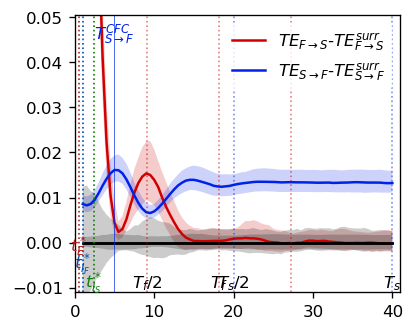 0.05
0.04
0.03
0.02
0.01
0.00
−0.01
0
10
20
30
40
T^{CFC}_{S→F}
TE_{F→S}-TE^{surr}_{F→S}
TE_{S→F}-TE^{surr}_{S→F}
T_f/2
T_s/2
T_s